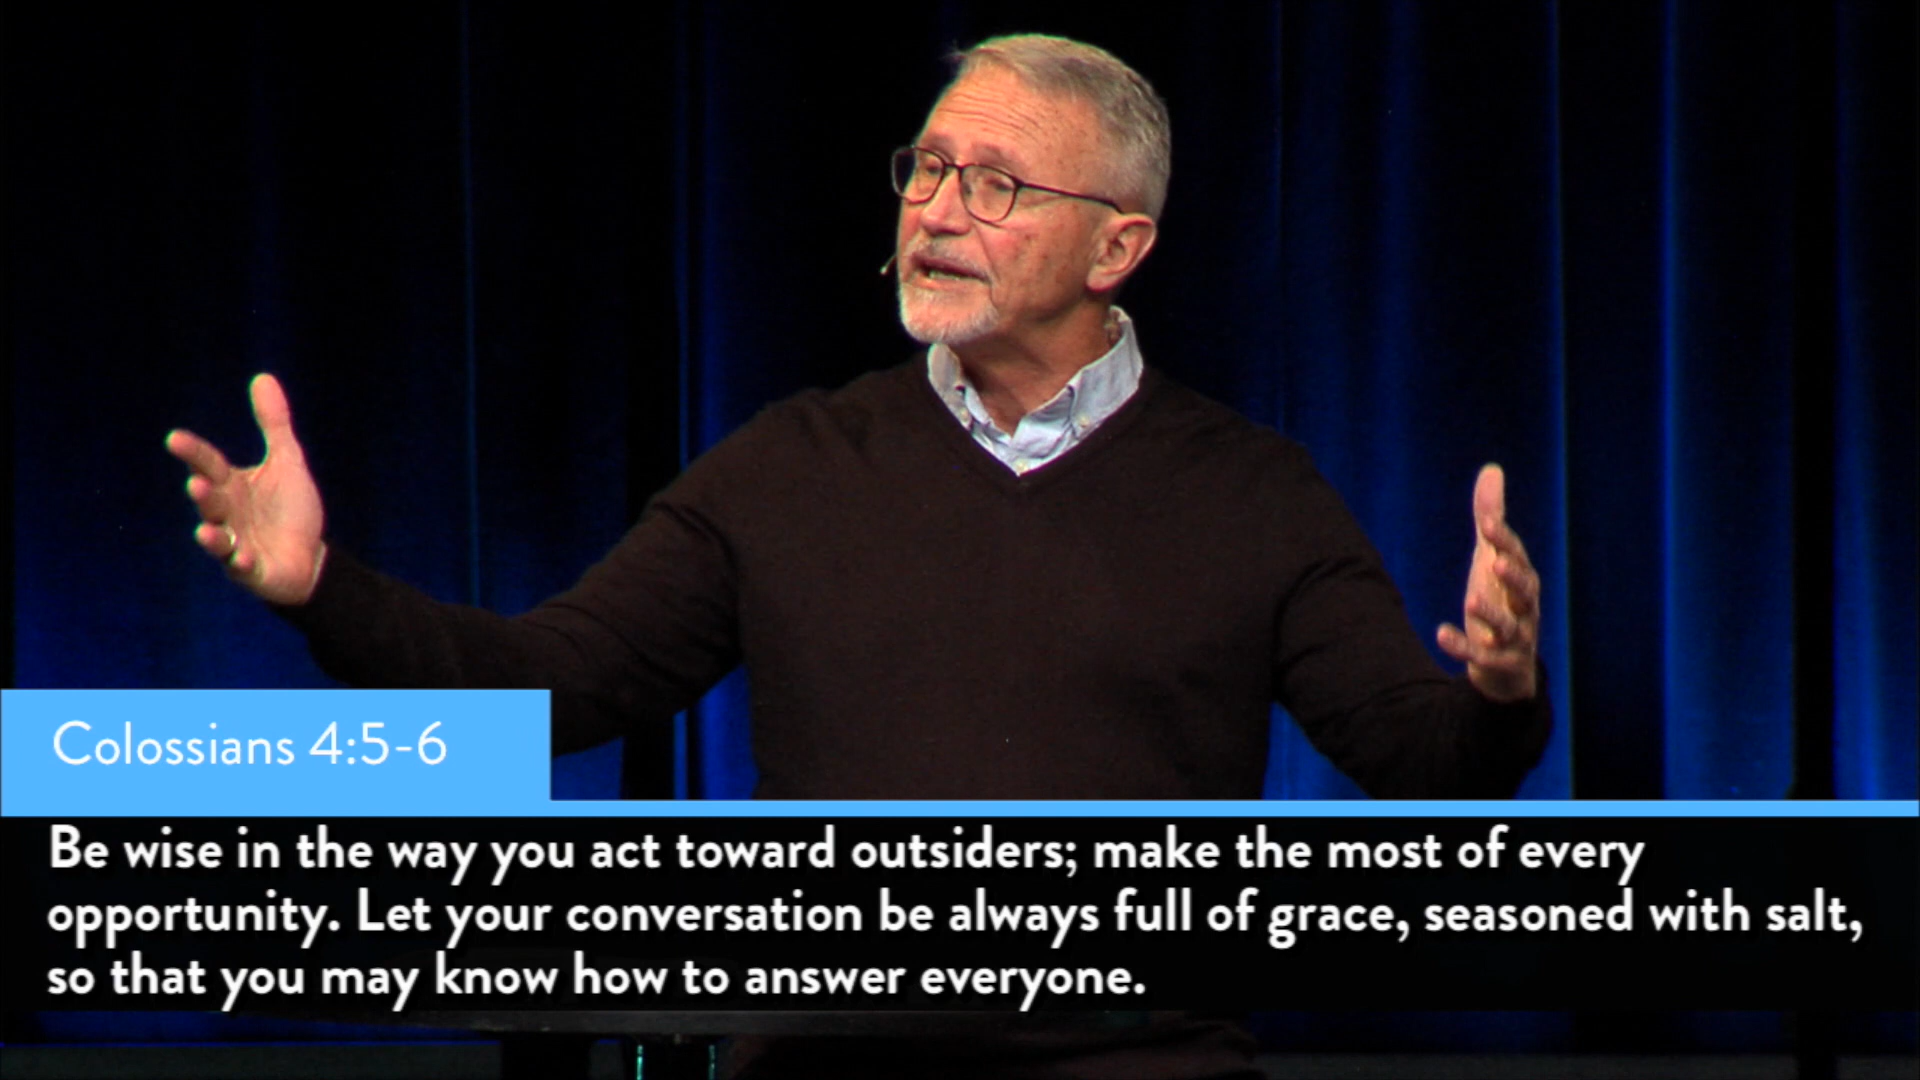 Colossians 4:5-6
Be wise in the way you act toward outsiders; make the most of every
opportunity. Let your conversation be always full of grace, seasoned with salt,
so that you may know how to answer everyone.